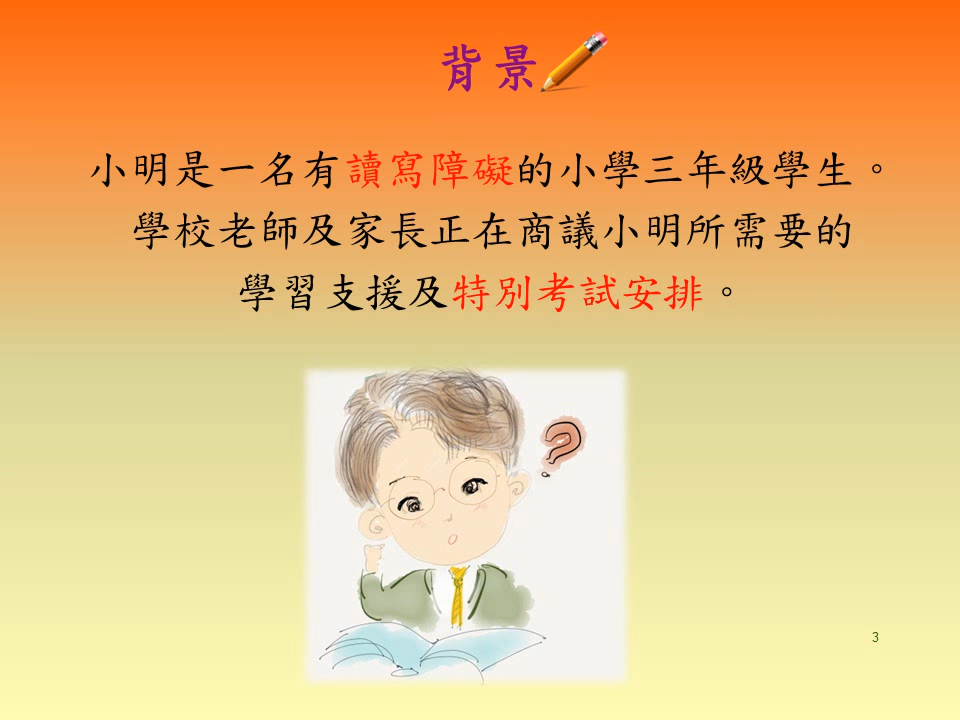 背景
小明是一名有讀寫障礙的小學三年級學生。
學校老師及家長正在商議小明所需要的
學習支援及特別考試安排。
?
3